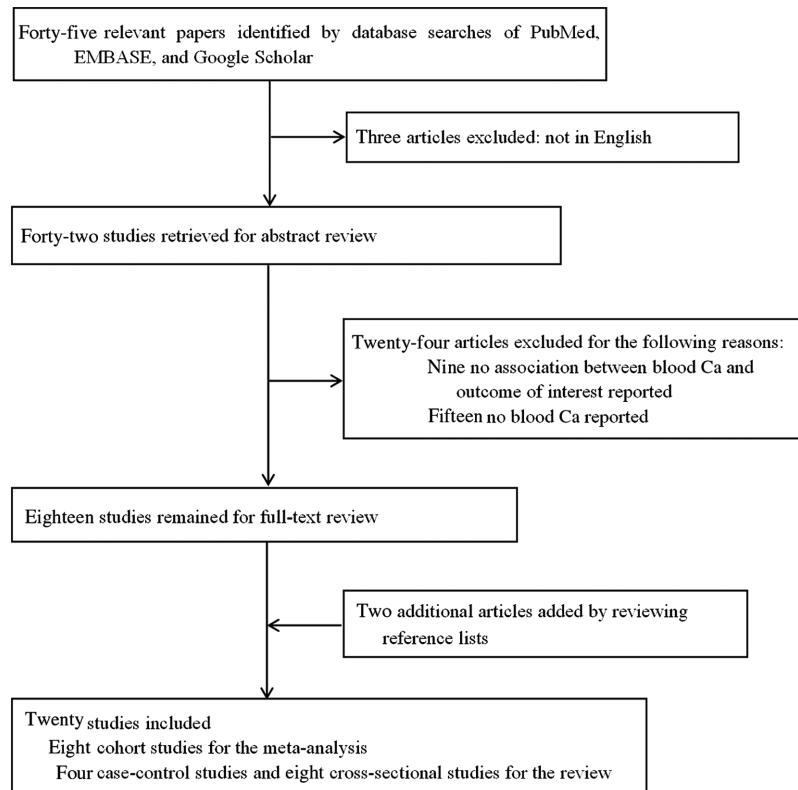 Forty-five relevant papers identified by database searches of PubMed,
EMBASE, and Google Scholar
Three articles excluded: not in English
Forty-two studies retrieved for abstract review
Twenty-four articles excluded for the following reasons:
Nine no association between blood Ca and
outcome of interest reported
Fifteen no blood Ca reported
Eighteen studies remained for full-text review
Two additional articles added by reviewing
reference lists
Twenty studies included
Eight cohort studies for the meta-analysis
Four case-control studies and eight cross-sectional studies for the review